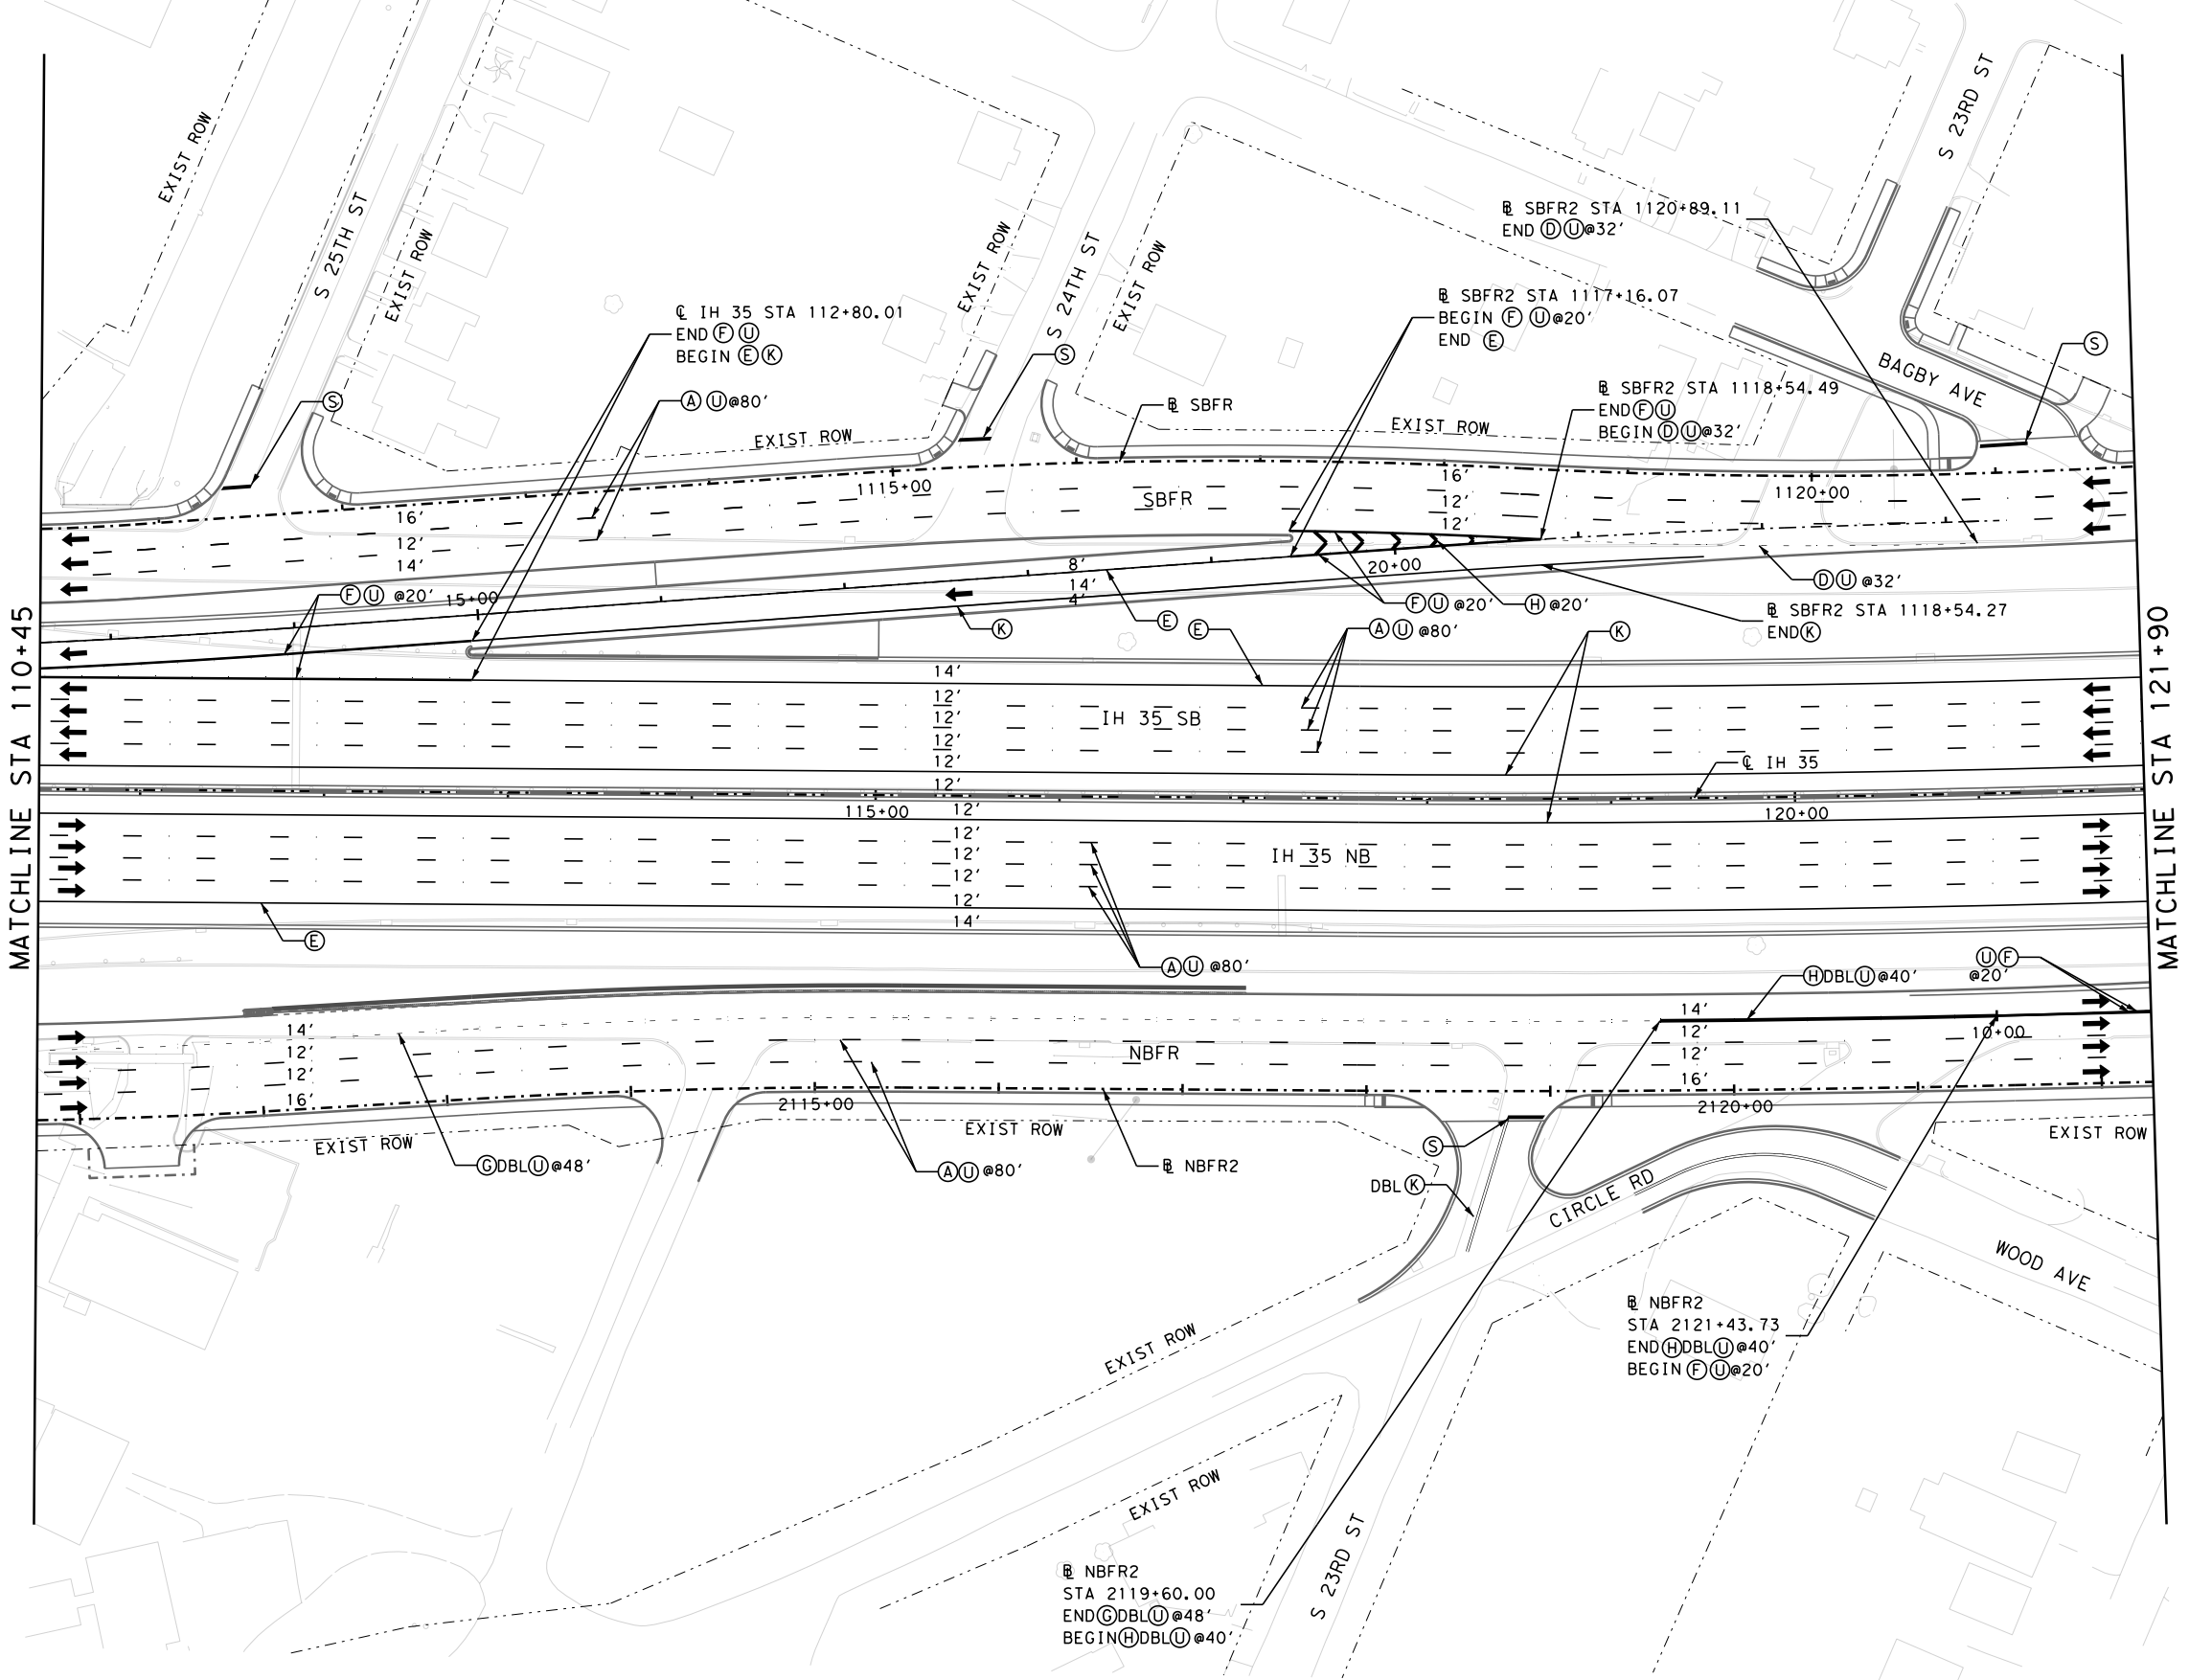 EXIST ROW
S 25TH ST
EXIST ROW
EXIST ROW
S 24TH ST
EXIST ROW
S 23RD ST
℄ IH 35 STA 112+80.01
END Ⓕ Ⓤ
BEGIN Ⓔ Ⓚ
Ⓐ Ⓤ@80'
Ⓢ
Ⓢ
BL SBFR2 STA 1120+89.11
END Ⓓ Ⓤ@32'
BL SBFR2 STA 1117+16.07
BEGIN Ⓕ Ⓤ@20'
END Ⓔ
BL SBFR2 STA 1118+54.49
END Ⓕ Ⓤ
BEGIN Ⓓ Ⓤ@32'
Ⓢ
BAGBY AVE
BL SBFR
EXIST ROW
EXIST ROW
1115+00
SBFR
1120+00
16'
12'
14'
16'
12'
12'
Ⓕ Ⓤ @20'
15+00
8'
14'
4'
20+00
Ⓚ
Ⓔ
Ⓔ
Ⓕ Ⓤ @20'
Ⓗ @20'
Ⓐ Ⓤ @80'
Ⓓ Ⓤ @32'
BL SBFR2 STA 1118+54.27
END Ⓚ
Ⓚ
MATCHLINE STA 110+45
MATCHLINE STA 121+90
14'
12'
12'
12'
12'
12'
IH 35 SB
℄ IH 35
115+00
120+00
12'
12'
12'
12'
12'
14'
IH 35 NB
Ⓔ
Ⓐ Ⓤ @80'
Ⓗ DBL Ⓤ @40'
Ⓤ Ⓕ
@20'
14'
12'
12'
16'
NBFR
14'
12'
12'
16'
10+00
2115+00
2120+00
EXIST ROW
EXIST ROW
EXIST ROW
Ⓖ DBL Ⓤ @48'
Ⓐ Ⓤ @80'
BL NBFR2
Ⓢ
DBL Ⓚ
CIRCLE RD
WOOD AVE
BL NBFR2
STA 2121+43.73
END Ⓗ DBL Ⓤ @40'
BEGIN Ⓕ Ⓤ@20'
EXIST ROW
EXIST ROW
S 23RD ST
BL NBFR2
STA 2119+60.00
END Ⓖ DBL Ⓤ @48'
BEGIN Ⓗ DBL Ⓤ @40'